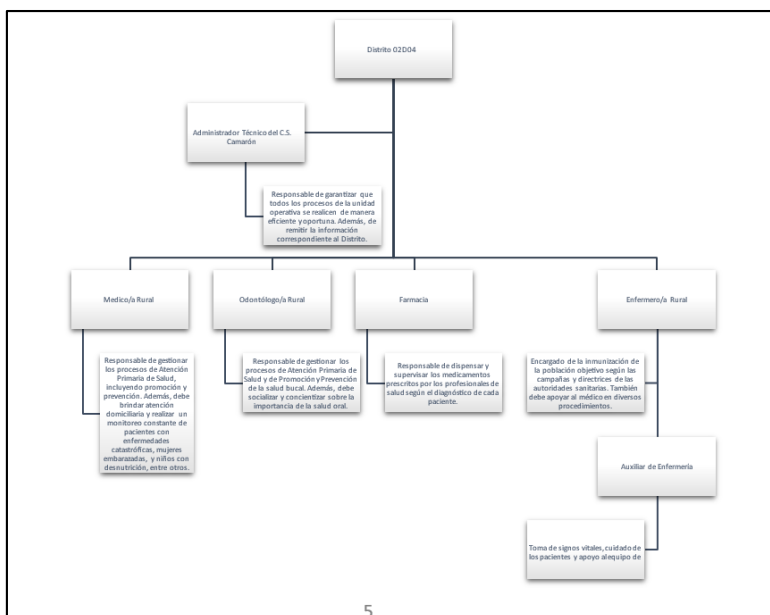 Distrito 02D04
Administrador Técnico del C.S.
Camarón
Responsable de garantizar que
todos los procesos de la unidad
operativa se realicen de manera
eficiente y oportuna. Además, de
remitir la información
correspondiente al Distrito.
Medico/a Rural
Odontólogo/a Rural
Farmacia
Enfermero/a Rural
Responsable de gestionar
los procesos de Atención
Primaria de Salud,
incluyendo promoción y
prevención. Además, debe
brindar atención
domiciliaria y realizar un
monitoreo constante de
pacientes con
enfermedades
catastróficas, mujeres
embarazadas, y niños con
desnutrición, entre otros.
Responsable de gestionar los
procesos de Atención Primaria de
Salud y de Promoción y Prevención
de la salud bucal. Además, debe
socializar y concientizar sobre la
importancia de la salud oral.
Responsable de dispensar y
supervisar los medicamentos
prescritos por los profesionales de
salud según el diagnóstico de cada
paciente.
Encargado de la inmunización de
la población objetivo según las
campañas y directrices de las
autoridades sanitarias. También
debe apoyar al médico en diversos
procedimientos.
Auxiliar de Enfermería
Toma de signos vitales, cuidado de
los pacientes y apoyo al equipo de
5